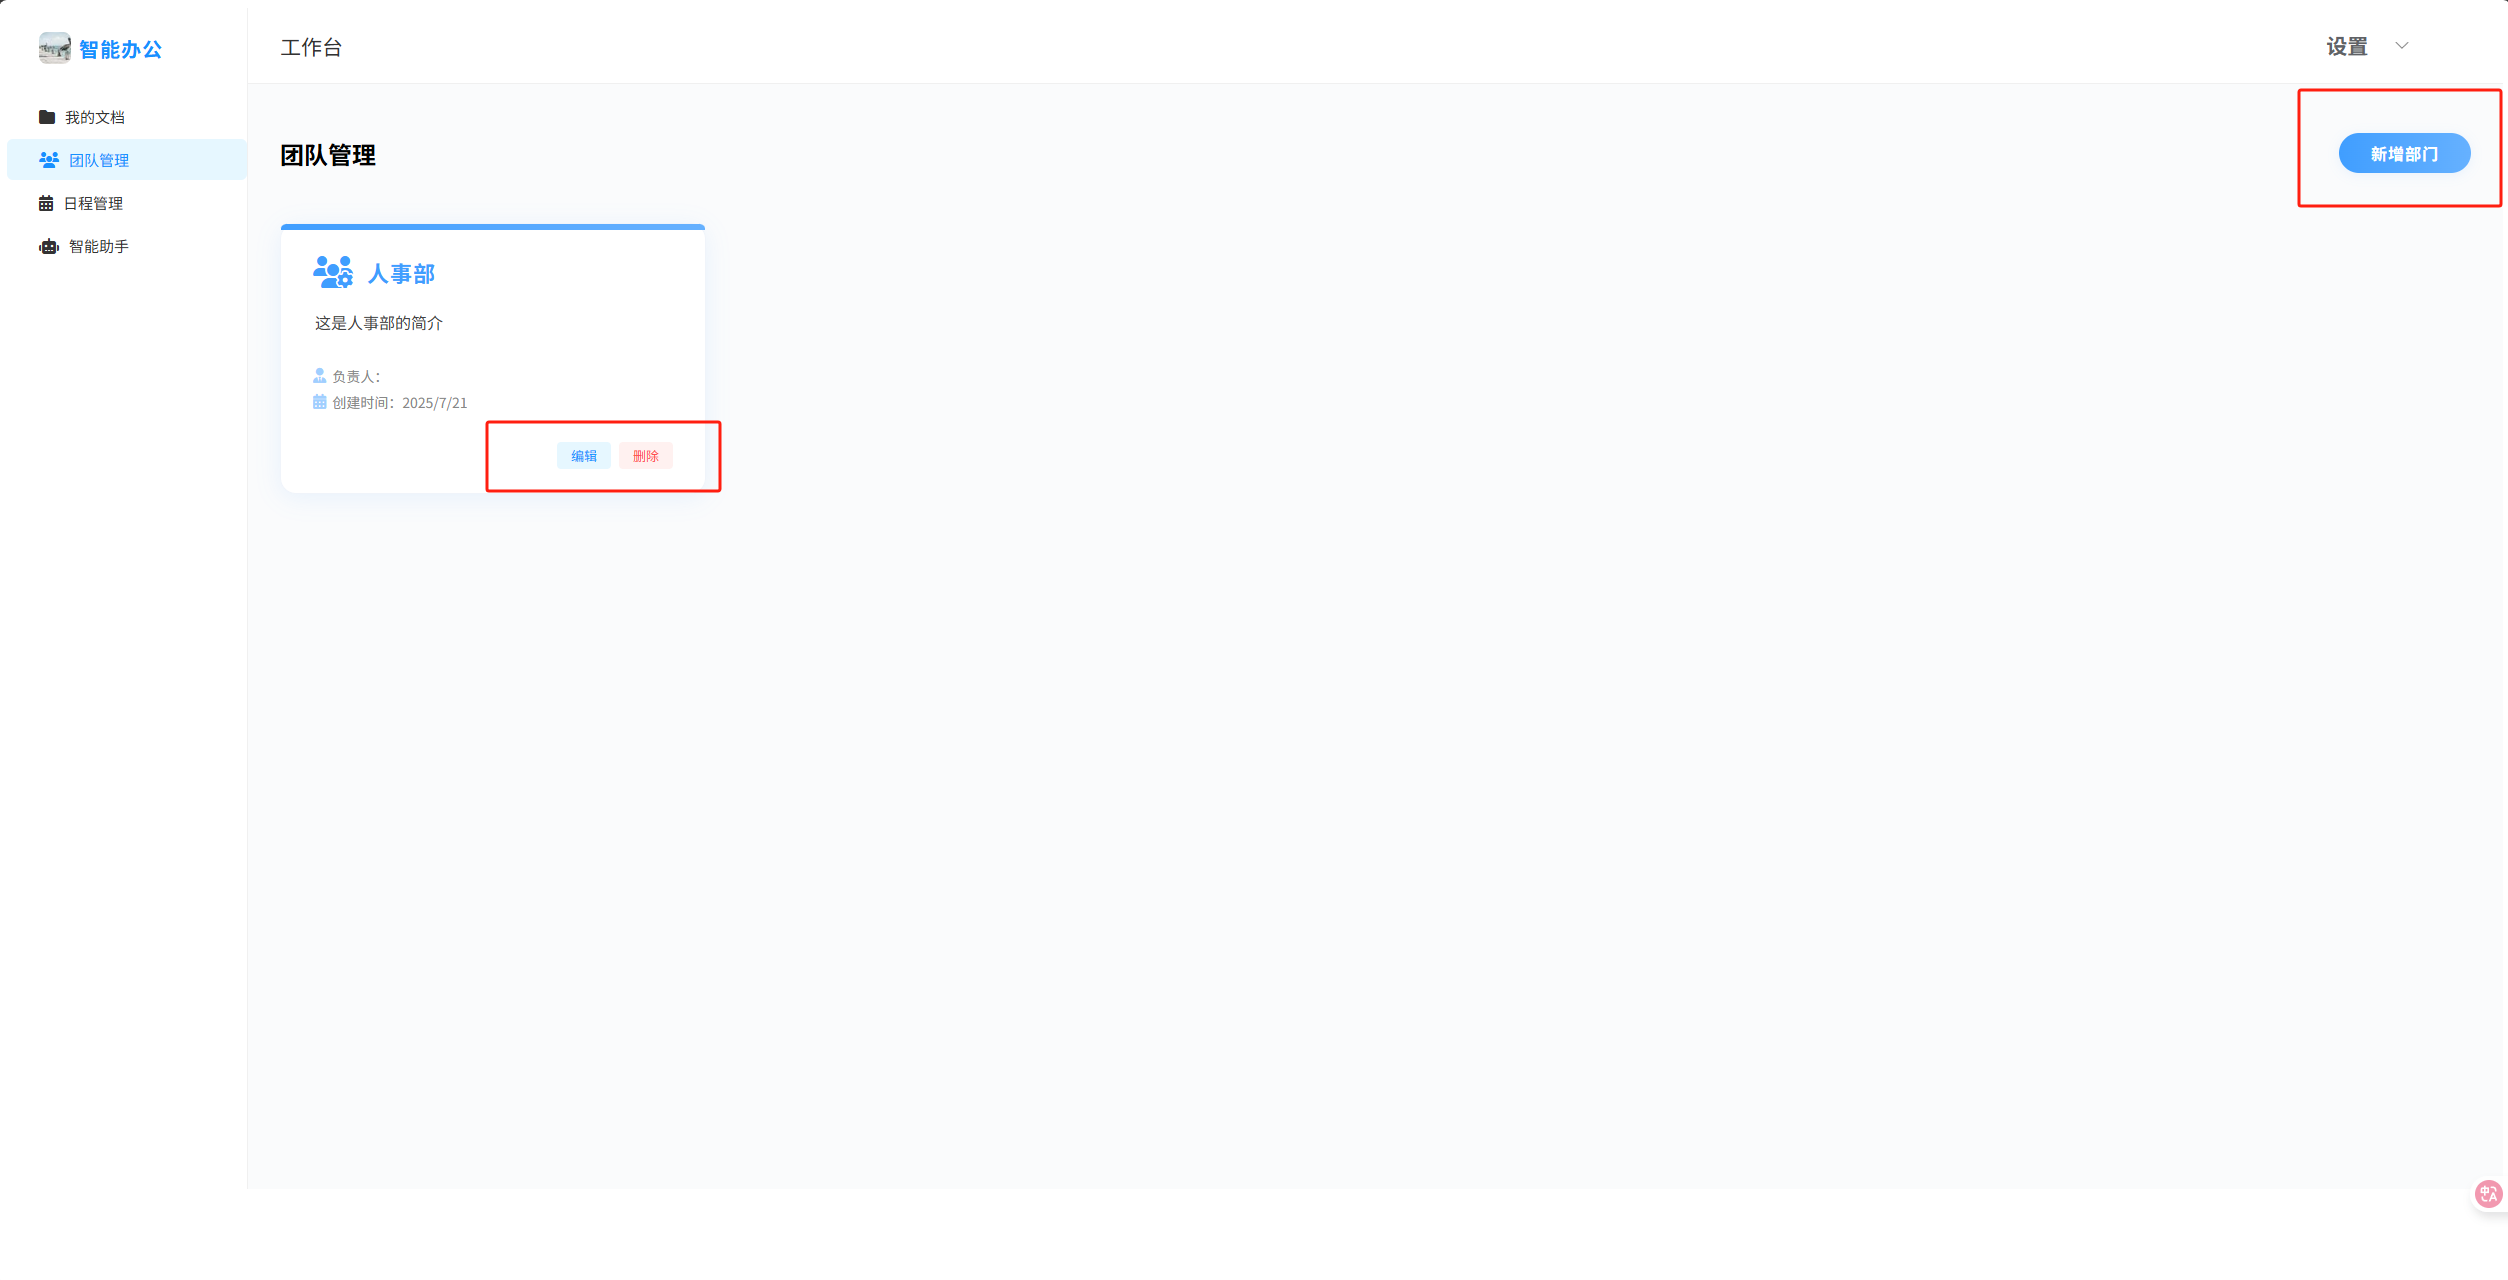 智能办公
工作台
设置
我的文档
团队管理
日程管理
智能助手
团队管理
新增部门
人事部
这是人事部的简介
负责人：
创建时间：2025/7/21
编辑
删除
中A